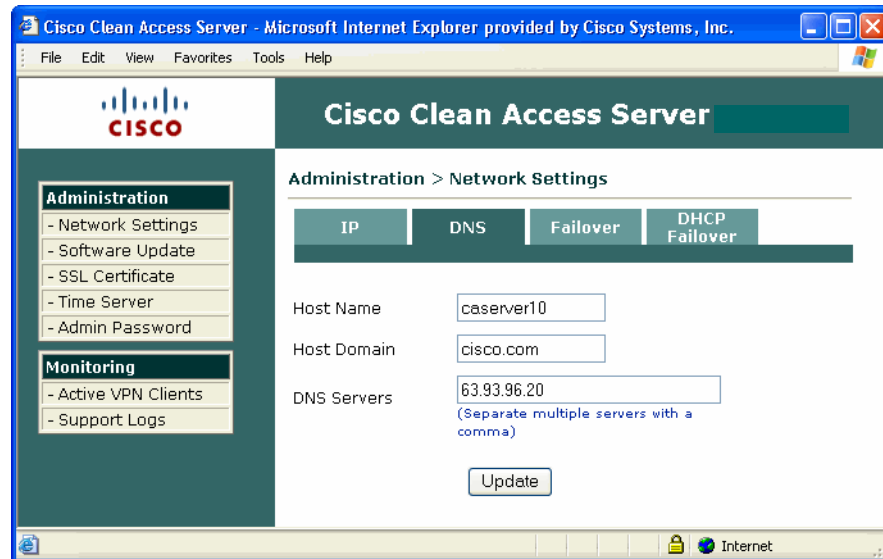 Cisco Clean Access Server - Microsoft Internet Explorer provided by Cisco Systems, Inc.
File Edit View Favorites Tools Help
CISCO
Cisco Clean Access Server
Administration
- Network Settings
- Software Update
- SSL Certificate
- Time Server
- Admin Password
Monitoring
- Active VPN Clients
- Support Logs
Administration > Network Settings
IP DNS Failover DHCP Failover
Host Name caserver10
Host Domain cisco.com
DNS Servers 63.93.96.20
(Separate multiple servers with a
comma)
Update
Internet